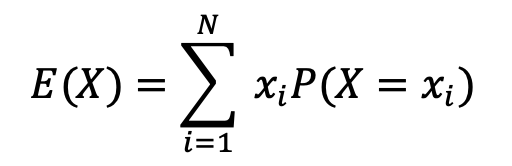 E(X) = ∑_{i=1}^{N} x_i P(X = x_i)